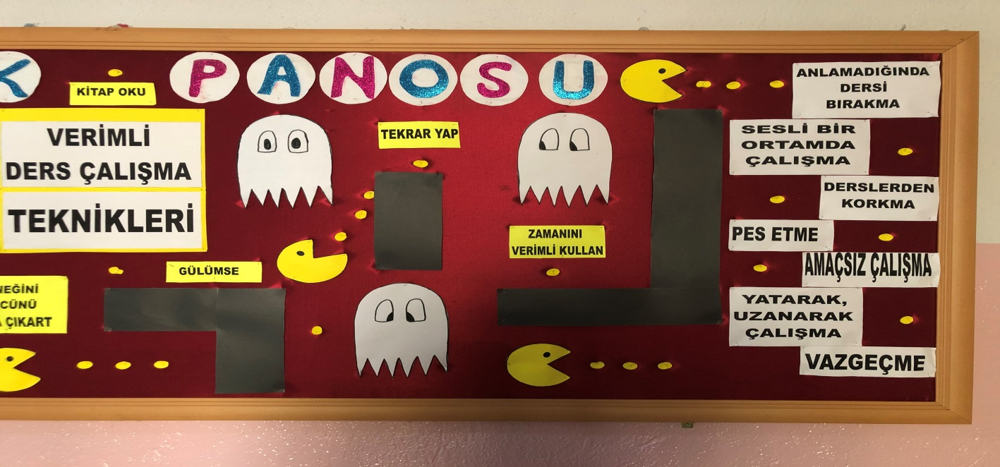 K PANOSU
KİTAP OKU
VERİMLİ
DERS ÇALIŞMA
TEKNİKLERİ
GÜLÜMSE
NEĞİNİ
CÜNÜ
A ÇIKART
TEKRAR YAP
ZAMANINI
VERİMLİ KULLAN
ANLAMADIĞINDA
DERSİ
BIRAKMA
SESLİ BİR
ORTAMDA
ÇALIŞMA
DERSLERDEN
KORKMA
PES ETME
AMAÇSIZ ÇALIŞMA
YATARAK,
UZANARAK
ÇALIŞMA
VAZGEÇME